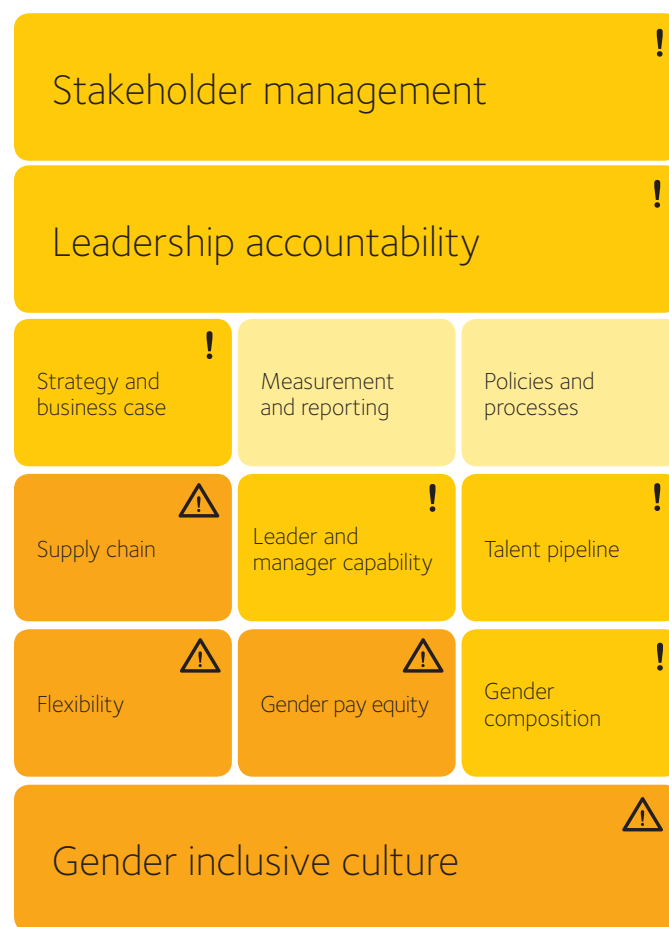 !
Stakeholder management
!
Leadership accountability
!
Strategy and
business case
Measurement
and reporting
Policies and
processes
!
Supply chain
!
Leader and
manager capability
!
Talent pipeline
!
Flexibility
!
Gender pay equity
!
Gender
composition
!
Gender inclusive culture